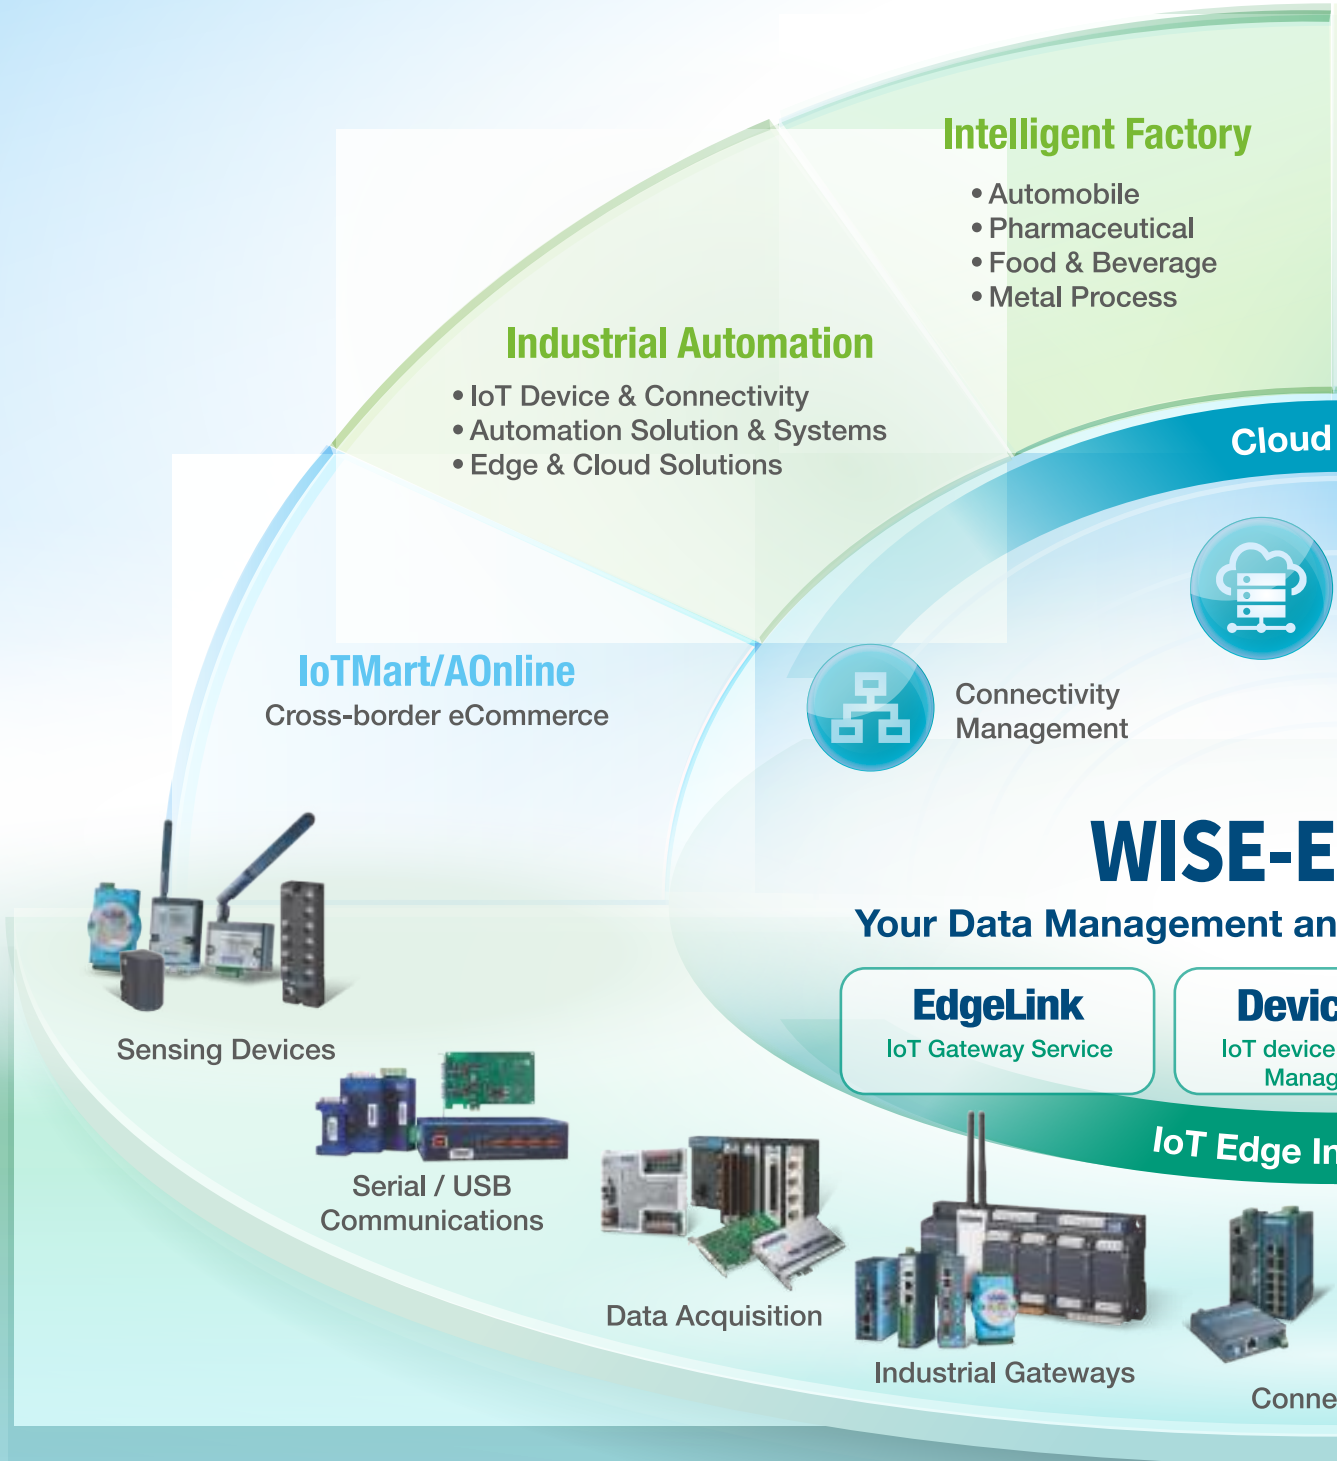 Intelligent Factory
• Automobile
• Pharmaceutical
• Food & Beverage
• Metal Process
Industrial Automation
• IoT Device & Connectivity
• Automation Solution & Systems
• Edge & Cloud Solutions
Cloud
IoTMart/AOnline
Cross-border eCommerce
Connectivity
Management
WISE-E
Your Data Management an
EdgeLink
IoT Gateway Service
Devic
IoT device
Manag
IoT Edge In
Sensing Devices
Serial / USB
Communications
Data Acquisition
Industrial Gateways
Conne